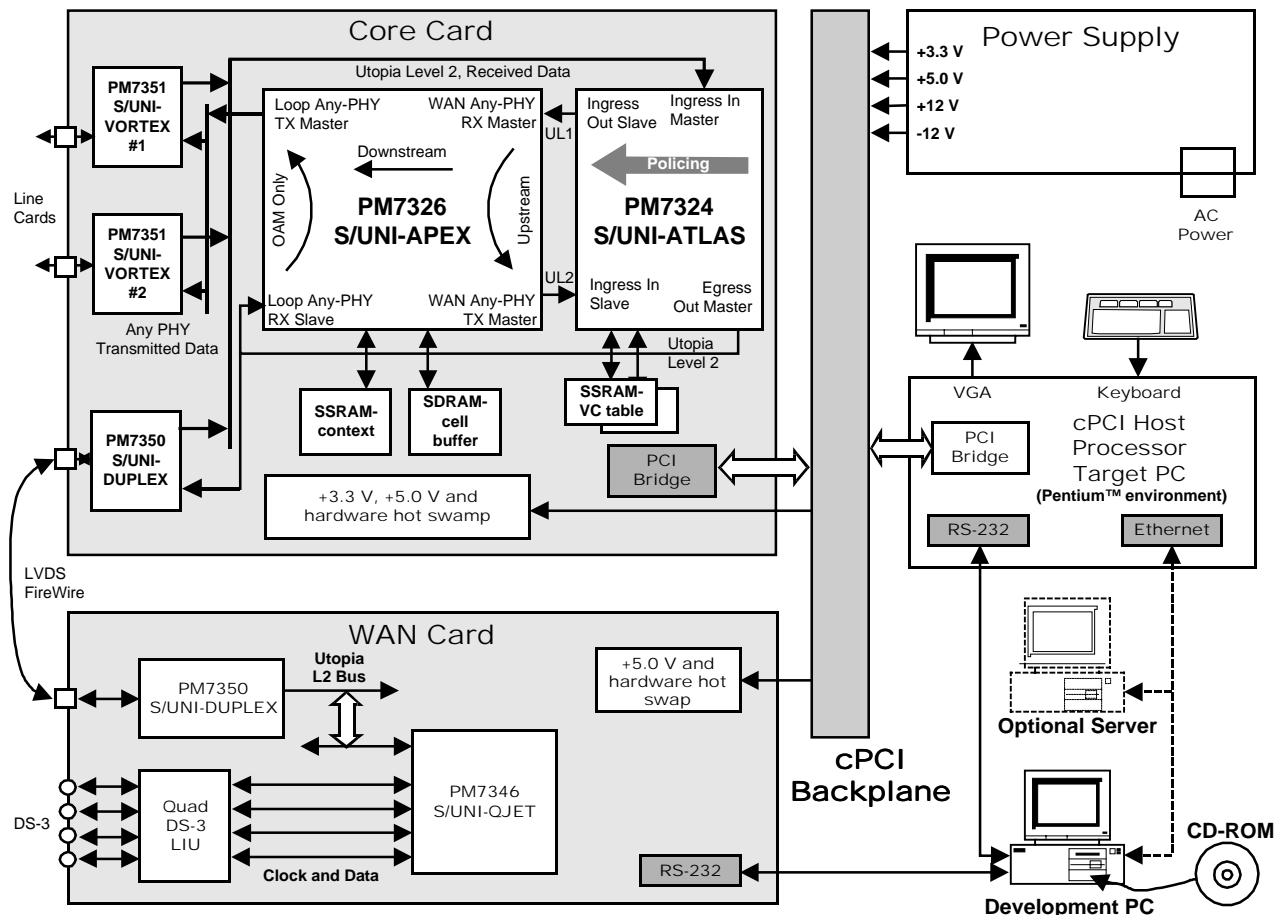 Core Card
Utopia Level 2, Received Data
PM7351
S/UNI-
VORTEX
#1
Loop Any-PHY
TX Master
WAN Any-PHY
RX Master
UL1
Ingress
Out Slave
Ingress In
Master
Downstream
Policing
OAM Only
Upstream
PM7326
S/UNI-APEX
PM7324
S/UNI-ATLAS
Line
Cards
PM7351
S/UNI-
VORTEX
#2
Loop Any-PHY
RX Slave
WAN Any-PHY
TX Master
UL2
Ingress In
Slave
Egress
Out Master
Any PHY
Transmitted Data
Utopia
Level 2
SSRAM-
context
SDRAM-
cell
buffer
SSRAM-
VC table
PM7350
S/UNI-
DUPLEX
PCI
Bridge
+3.3 V, +5.0 V and
hardware hot swamp
LVDS
FireWire
WAN Card
Utopia
L2 Bus
PM7350
S/UNI-DUPLEX
+5.0 V and
hardware hot
swap
PM7346
S/UNI-QJET
DS-3
Quad
DS-3
LIU
Clock and Data
RS-232
cPCI
Backplane
Power Supply
+3.3 V
+5.0 V
+12 V
-12 V
AC
Power
VGA
Keyboard
PCI
Bridge
cPCI Host
Processor
Target PC
(Pentium™ environment)
RS-232
Ethernet
Optional Server
CD-ROM
Development PC